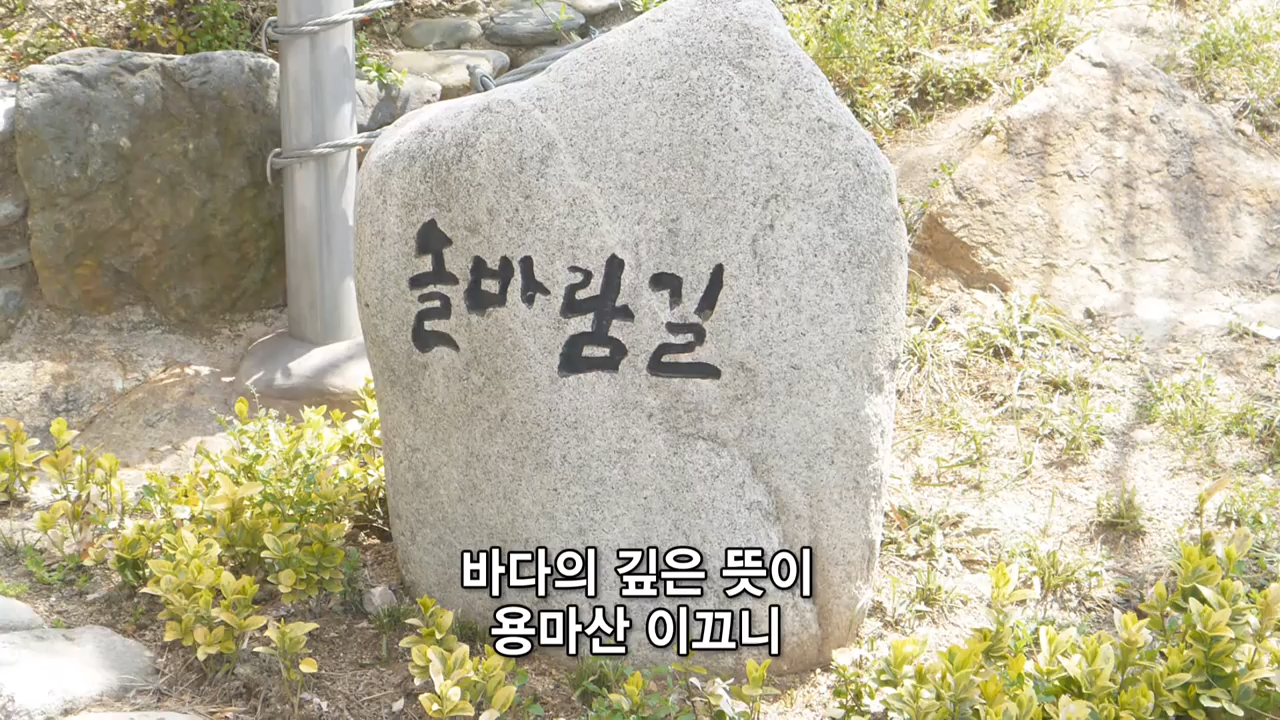 솔바람길
바다의 깊은 뜻이
용마산 이끄니